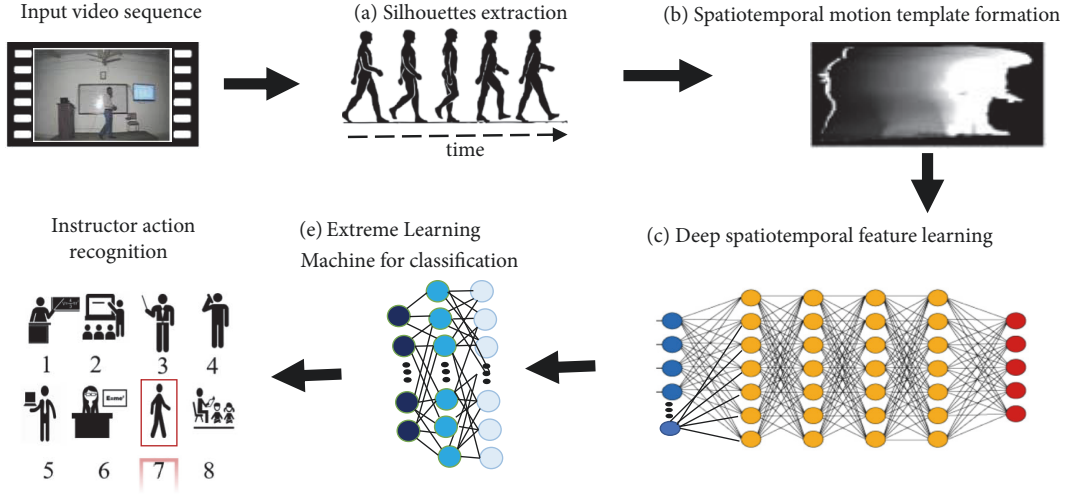 Input video sequence
(a) Silhouettes extraction
(b) Spatiotemporal motion template formation
time
Instructor action
recognition
(e) Extreme Learning
Machine for classification
(c) Deep spatiotemporal feature learning
1 2 3 4
5 6 7 8